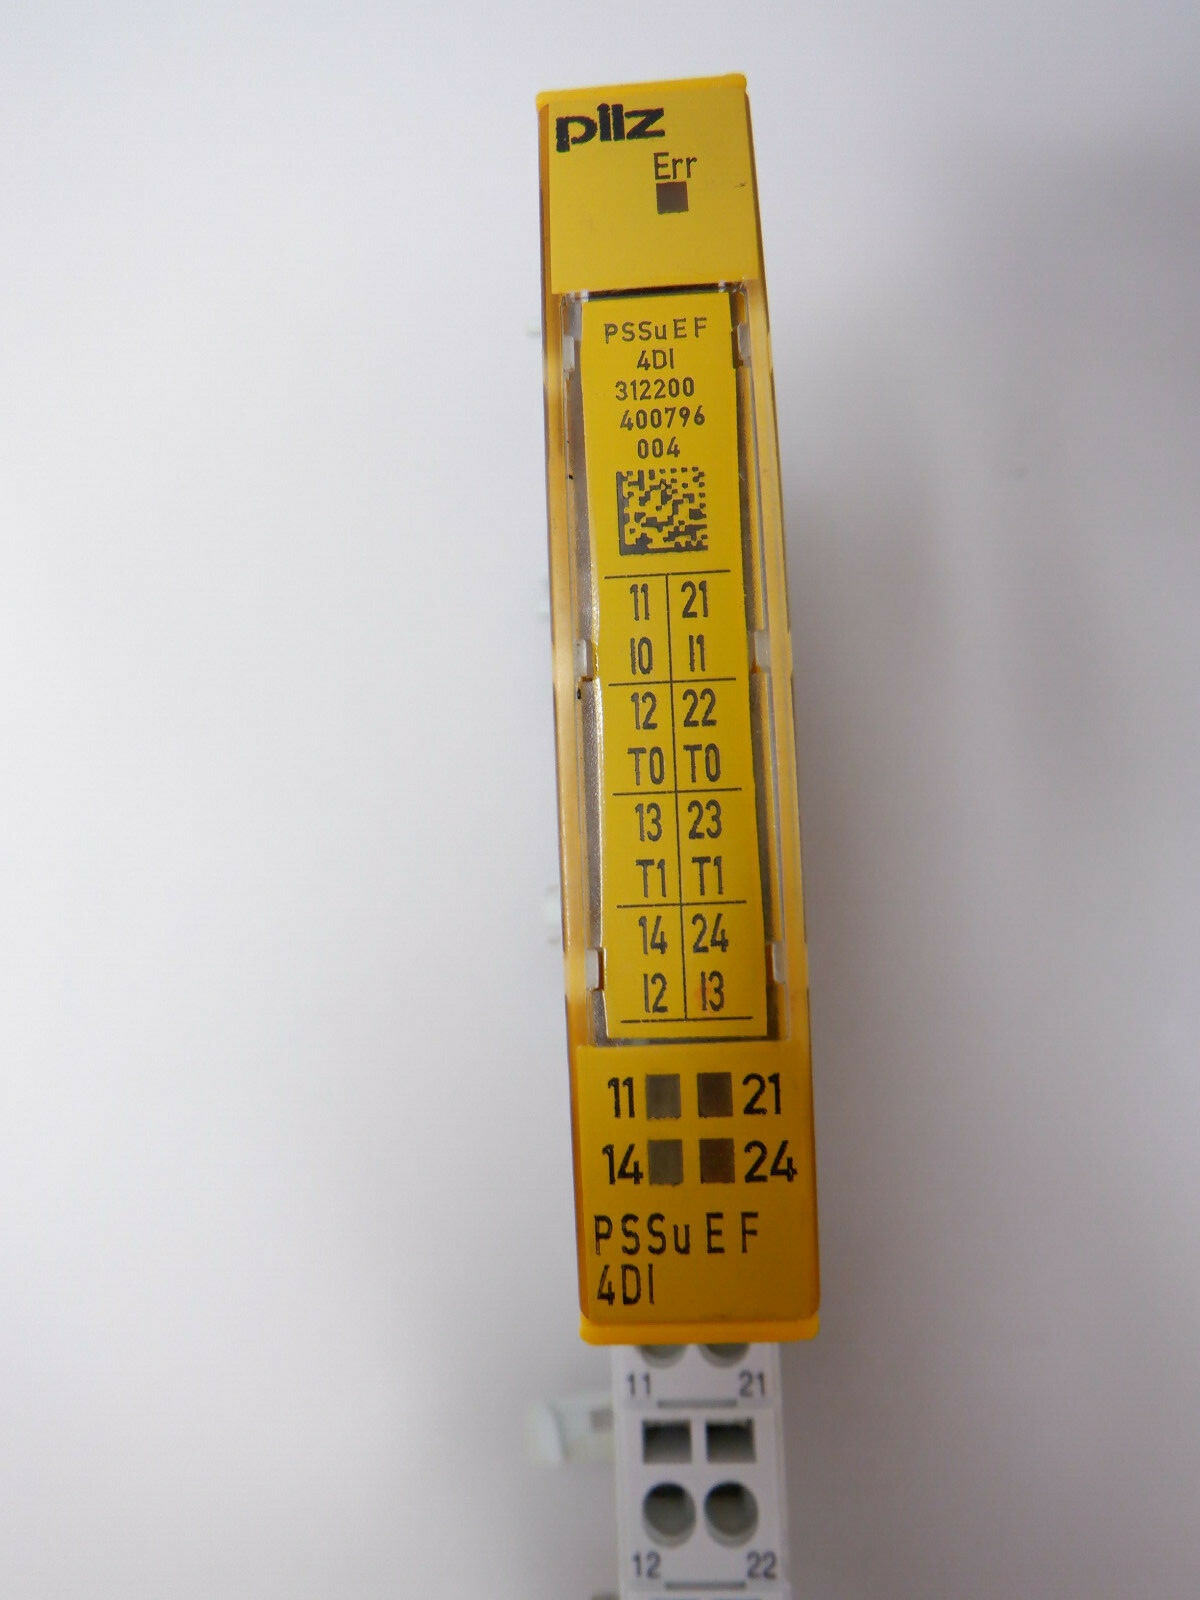 pilz
Err
PSSu E F
4DI
312200
400796
004
11 21
I0 I1
12 22
T0 T0
13 23
T1 T1
14 24
I2 I3
11 21
14 24
PSSu E F
4DI
11 21
12 22